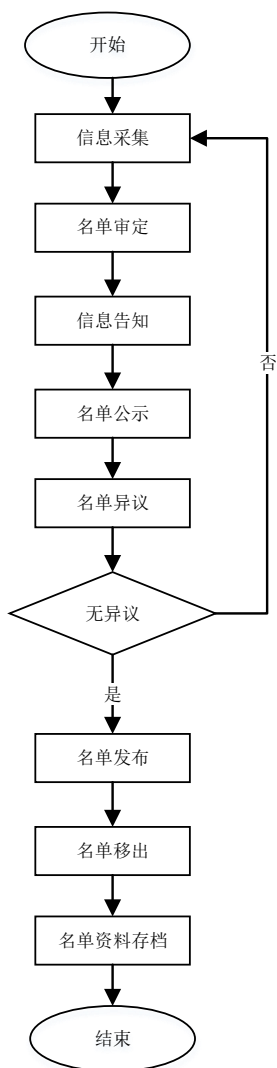 开始
信息采集
名单审定
信息告知
名单公示
名单异议
无异议
否
是
名单发布
名单移出
名单资料存档
结束